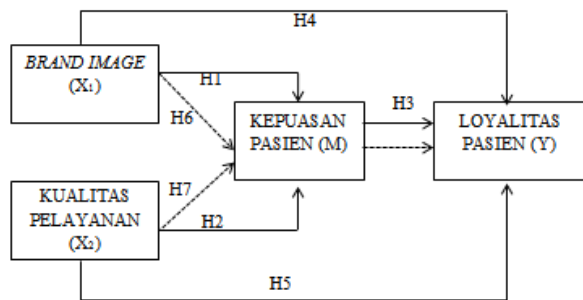 H4
BRAND IMAGE
(X₁)
H1
H6
KEPUASAN
PASIEN (M)
H3
LOYALITAS
PASIEN (Y)
KUALITAS
PELAYANAN
(X₂)
H7
H2
H5